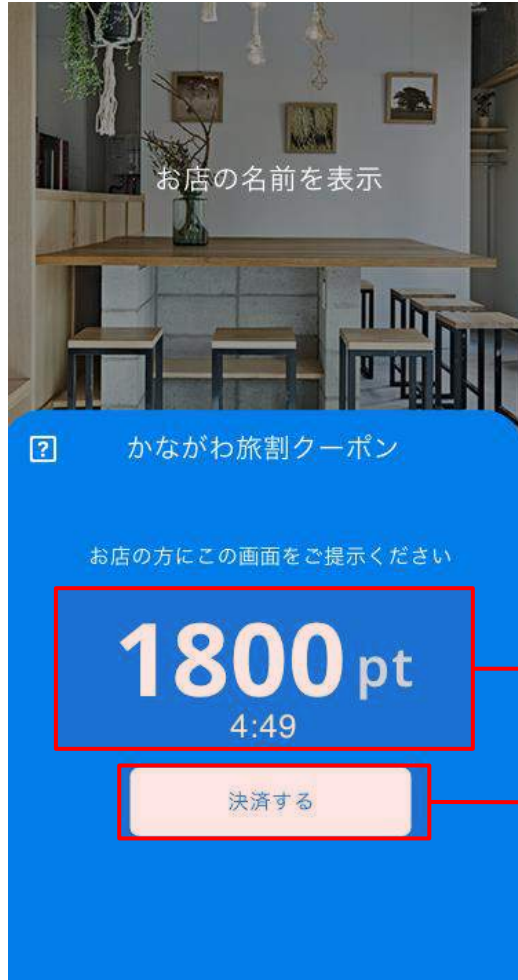 お店の名前を表示
かながわ旅割クーポン
お店の方にこの画面をご提示ください
1800 pt
4:49
決済する